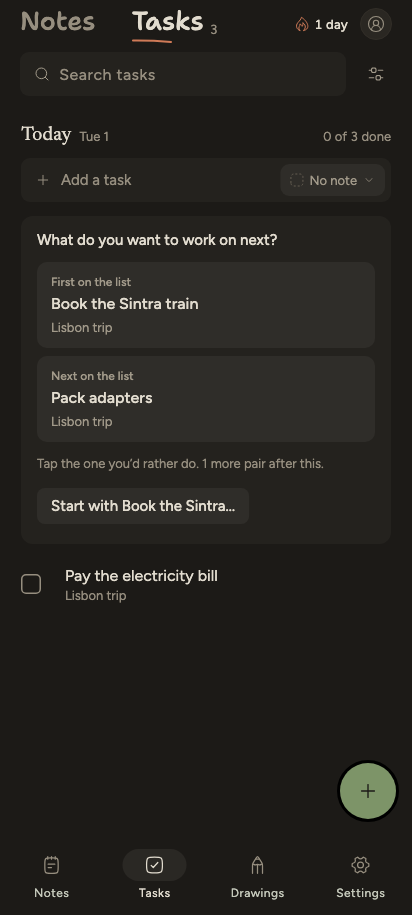 Notes
Tasks 3
1 day
Search tasks
Today Tue 1
0 of 3 done
Add a task
No note
What do you want to work on next?
First on the list
Book the Sintra train
Lisbon trip
Next on the list
Pack adapters
Lisbon trip
Tap the one you’d rather do. 1 more pair after this.
Start with Book the Sintra...
Pay the electricity bill
Lisbon trip
Notes
Tasks
Drawings
Settings